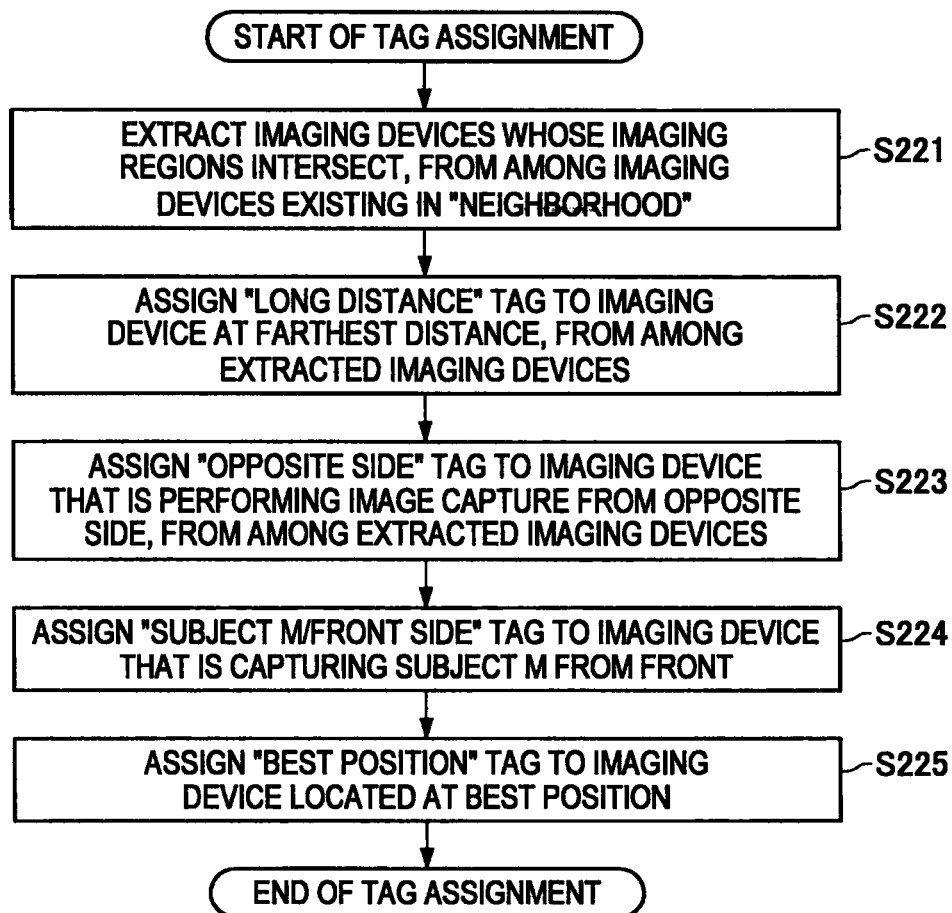 START OF TAG ASSIGNMENT
EXTRACT IMAGING DEVICES WHOSE IMAGING
REGIONS INTERSECT, FROM AMONG IMAGING
DEVICES EXISTING IN "NEIGHBORHOOD"
S221
ASSIGN "LONG DISTANCE" TAG TO IMAGING
DEVICE AT FARTHEST DISTANCE, FROM AMONG
EXTRACTED IMAGING DEVICES
S222
ASSIGN "OPPOSITE SIDE" TAG TO IMAGING DEVICE
THAT IS PERFORMING IMAGE CAPTURE FROM OPPOSITE
SIDE, FROM AMONG EXTRACTED IMAGING DEVICES
S223
ASSIGN "SUBJECT M/FRONT SIDE" TAG TO IMAGING DEVICE
THAT IS CAPTURING SUBJECT M FROM FRONT
S224
ASSIGN "BEST POSITION" TAG TO IMAGING
DEVICE LOCATED AT BEST POSITION
S225
END OF TAG ASSIGNMENT